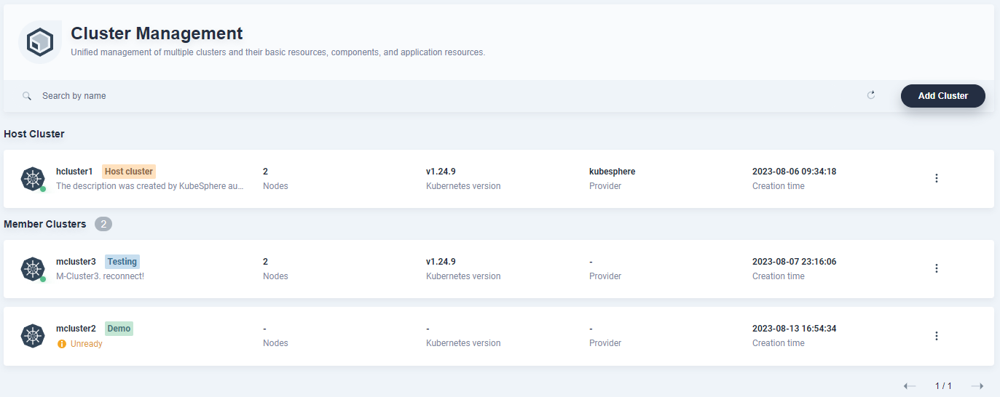 Cluster Management
Unified management of multiple clusters and their basic resources, components, and application resources.
Search by name
Add Cluster
Host Cluster
hcluster1 Host cluster 2 v1.24.9 kubesphere 2023-08-06 09:34:18
The description was created by KubeSphere au... Nodes Kubernetes version Provider Creation time
Member Clusters 2
mcluster3 Testing 2 v1.24.9 - 2023-08-07 23:16:06
M-Cluster3. reconnect! Nodes Kubernetes version Provider Creation time
mcluster2 Demo - - - 2023-08-13 16:54:34
Unready Nodes Kubernetes version Provider Creation time
1 / 1